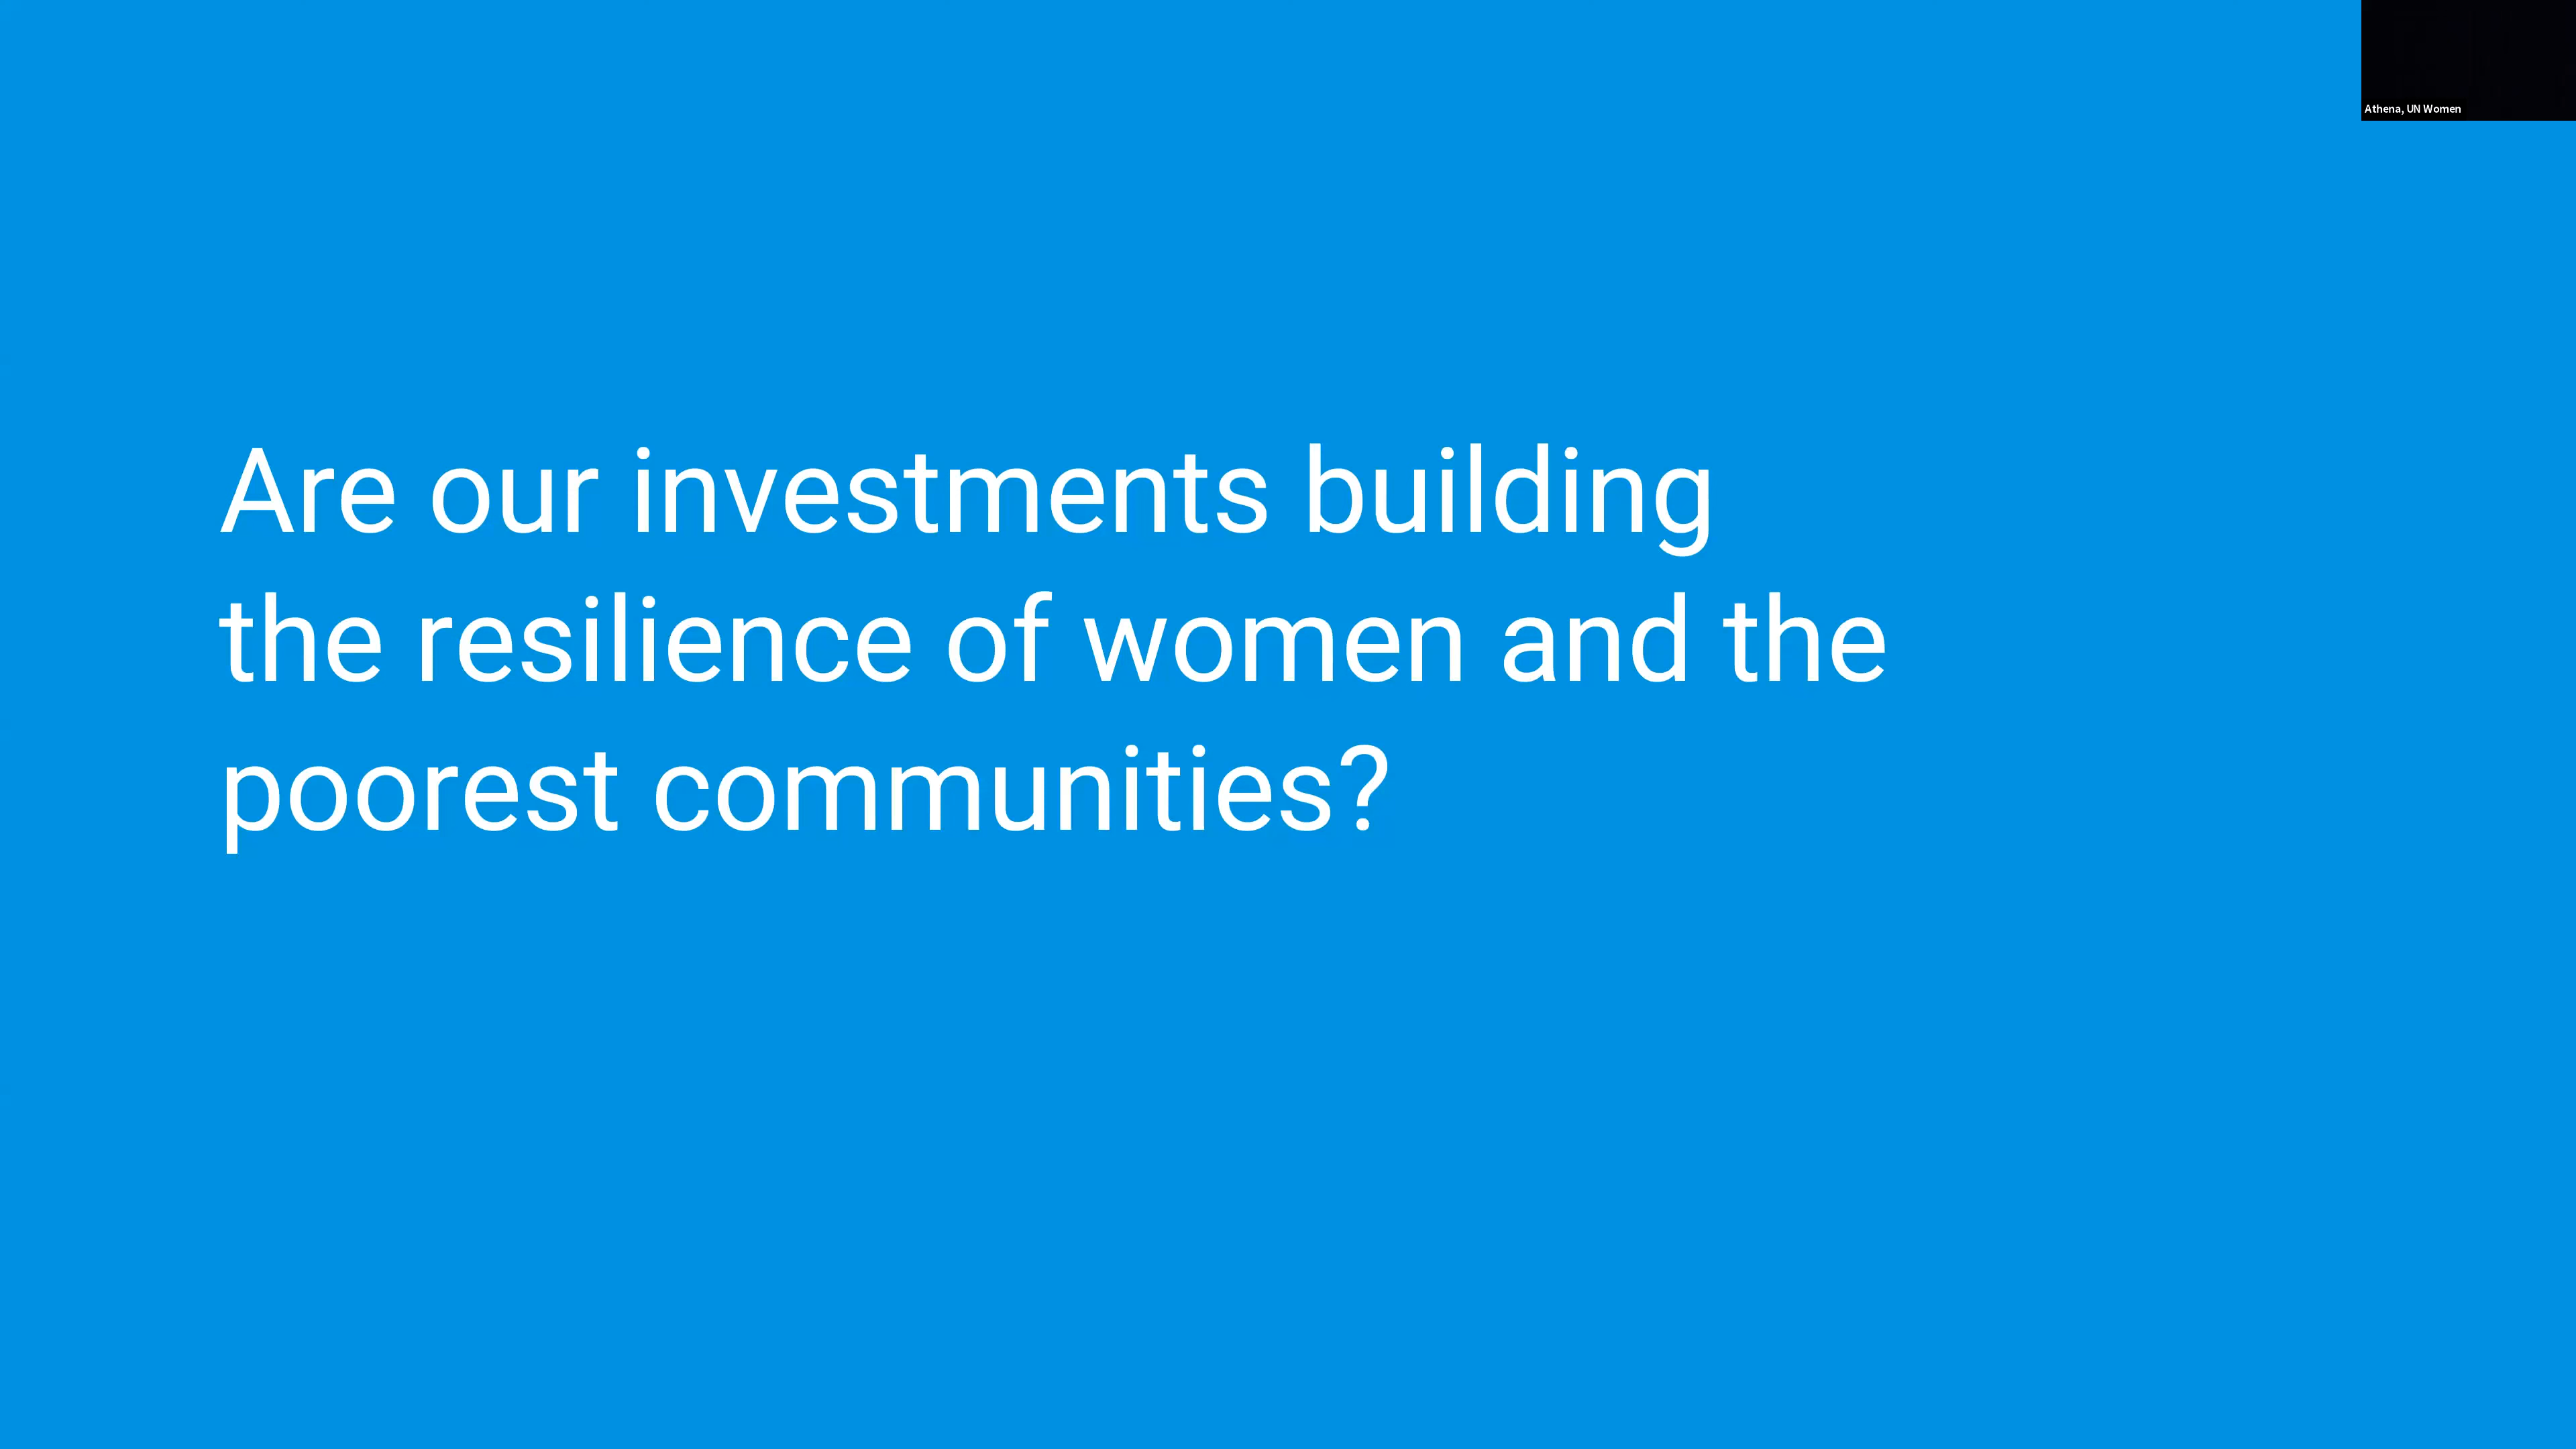 Athena, UN Women
Are our investments building
the resilience of women and the
poorest communities?